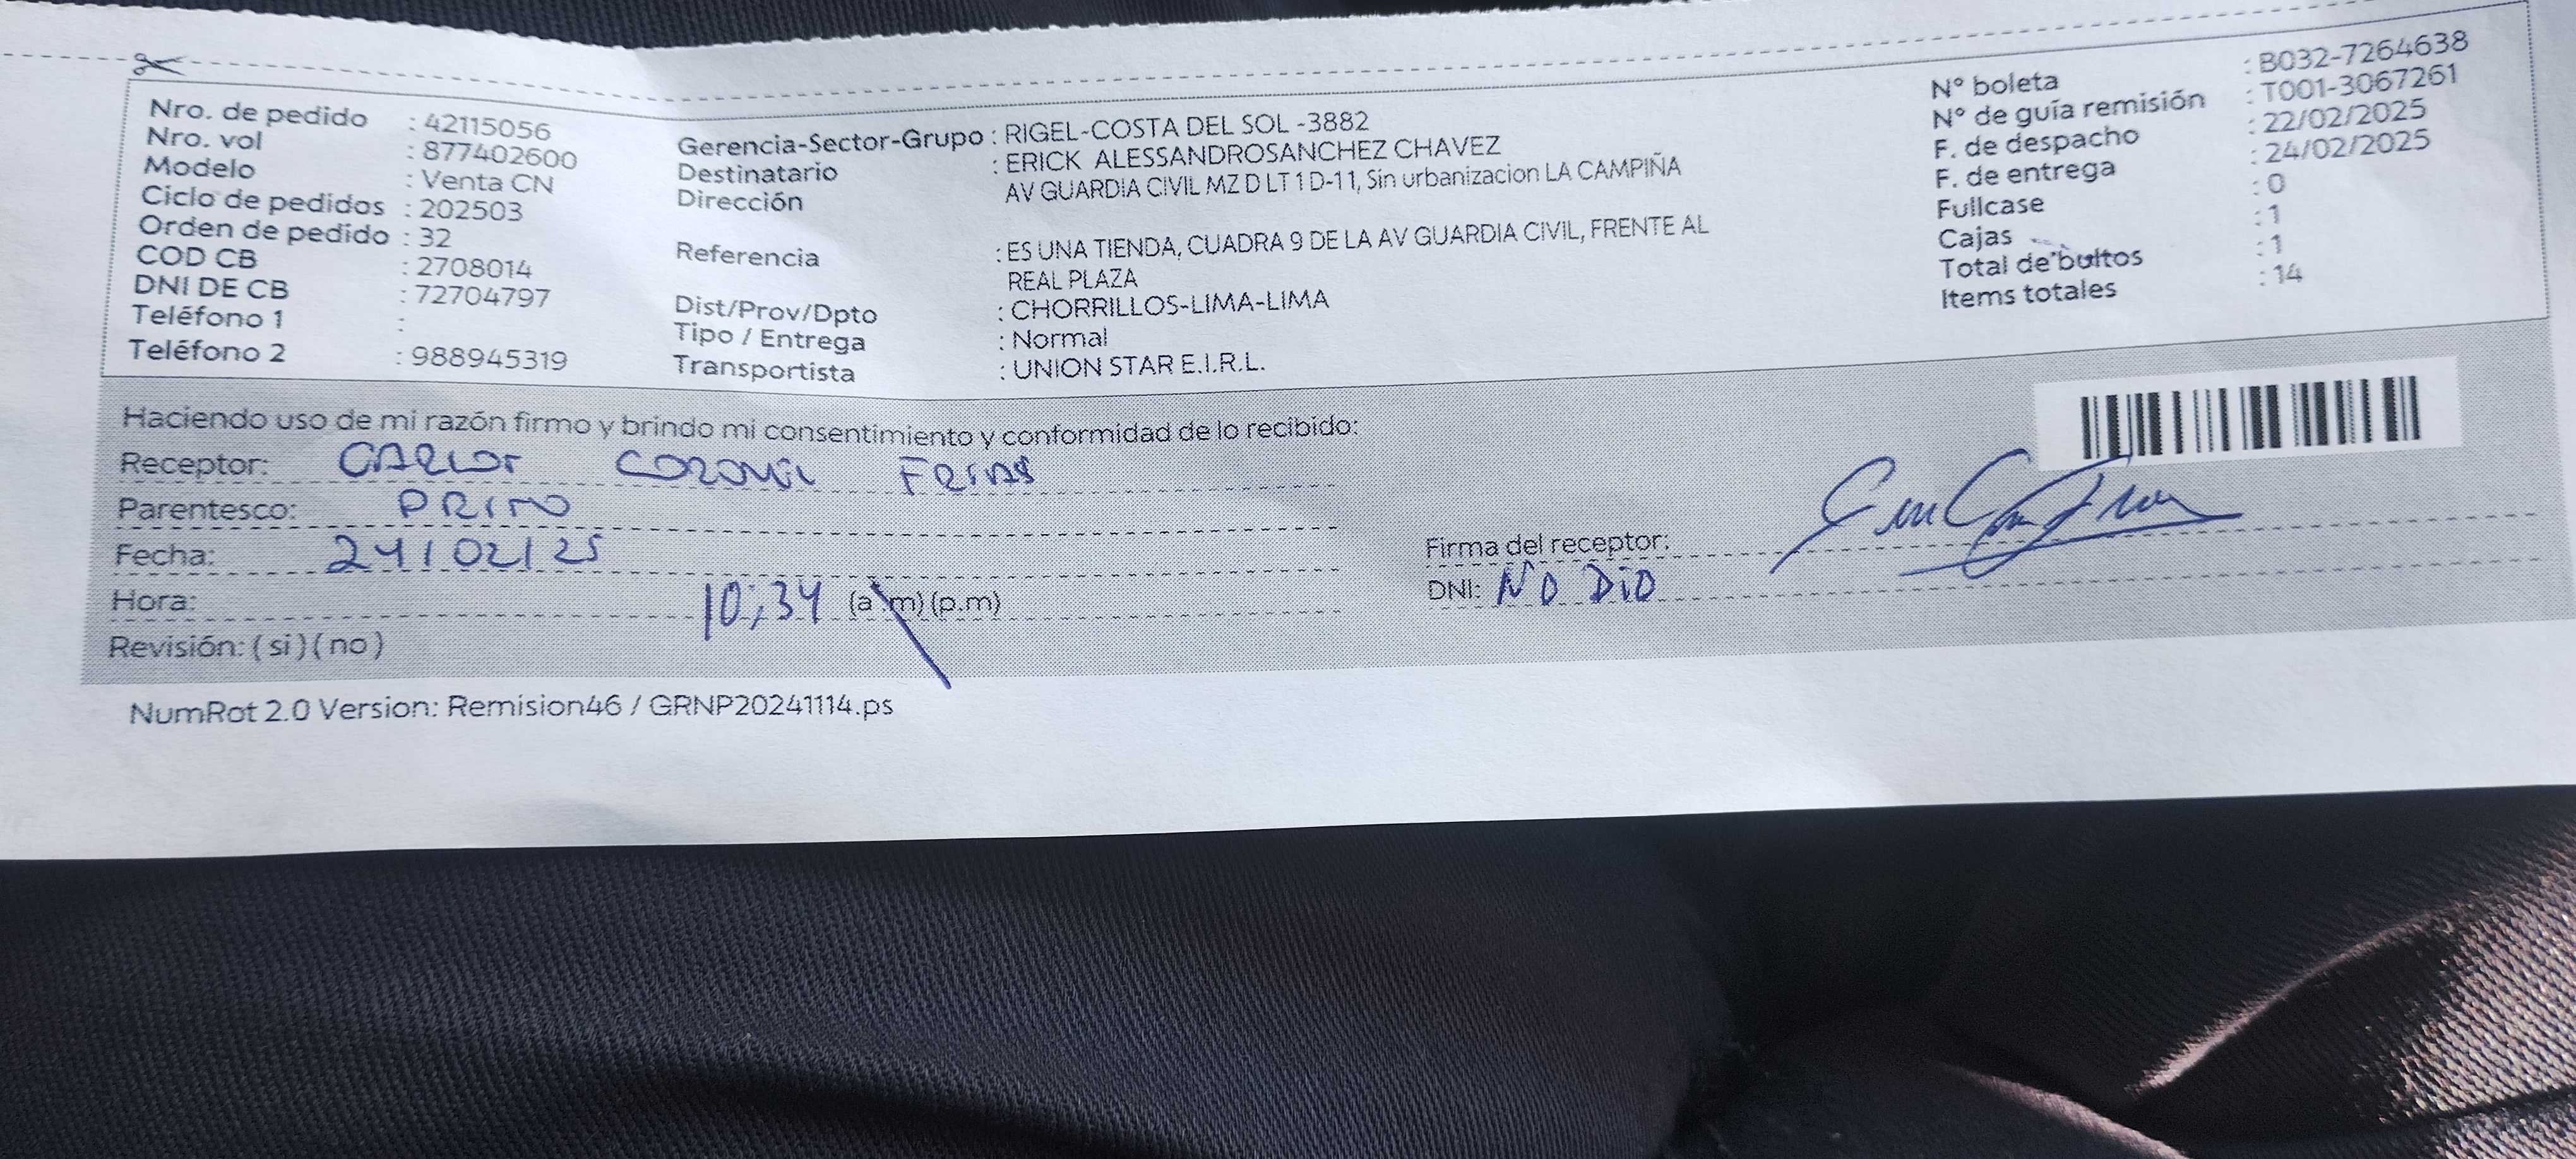 Nro. de pedido : 42115056
Nro. vol : 877402600
Modelo : Venta CN
Ciclo de pedidos : 202503
Orden de pedido : 32
COD CB : 2708014
DNI DE CB : 72704797
Teléfono 1 :
Teléfono 2 : 988945319
Gerencia-Sector-Grupo : RIGEL-COSTA DEL SOL -3882
Destinatario : ERICK ALESSANDROSANCHEZ CHAVEZ
Dirección AV GUARDIA CIVIL MZ D LT 1 D-11, Sin urbanizacion LA CAMPIÑA
Referencia : ES UNA TIENDA, CUADRA 9 DE LA AV GUARDIA CIVIL, FRENTE AL
REAL PLAZA
Dist/Prov/Dpto : CHORRILLOS-LIMA-LIMA
Tipo / Entrega : Normal
Transportista : UNION STAR E.I.R.L.
N° boleta : B032-7264638
N° de guía remisión : T001-3067261
F. de despacho : 22/02/2025
F. de entrega : 24/02/2025
Fullcase : 0
Cajas : 1
Total de bultos : 1
Items totales : 14
Haciendo uso de mi razón firmo y brindo mi consentimiento y conformidad de lo recibido:
Receptor: CARLOS CORONEL FRIAS
Parentesco: PRIMO
Fecha: 24/02/25
Hora: 10:34 (a.m) (p.m)
Revisión: ( si ) ( no )
Firma del receptor:
DNI: NO DIO
NumRot 2.0 Version: Remision46 / GRNP20241114.ps